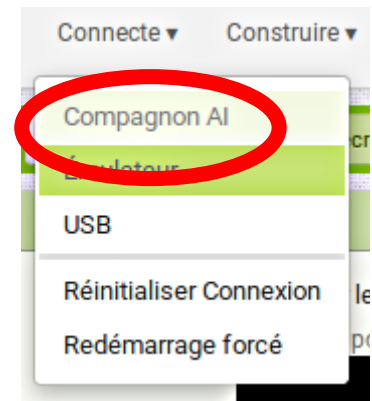 Connecte ▾ Construire ▾
Compagnon AI
Émulateur
USB
Réinitialiser Connexion
Redémarrage forcé